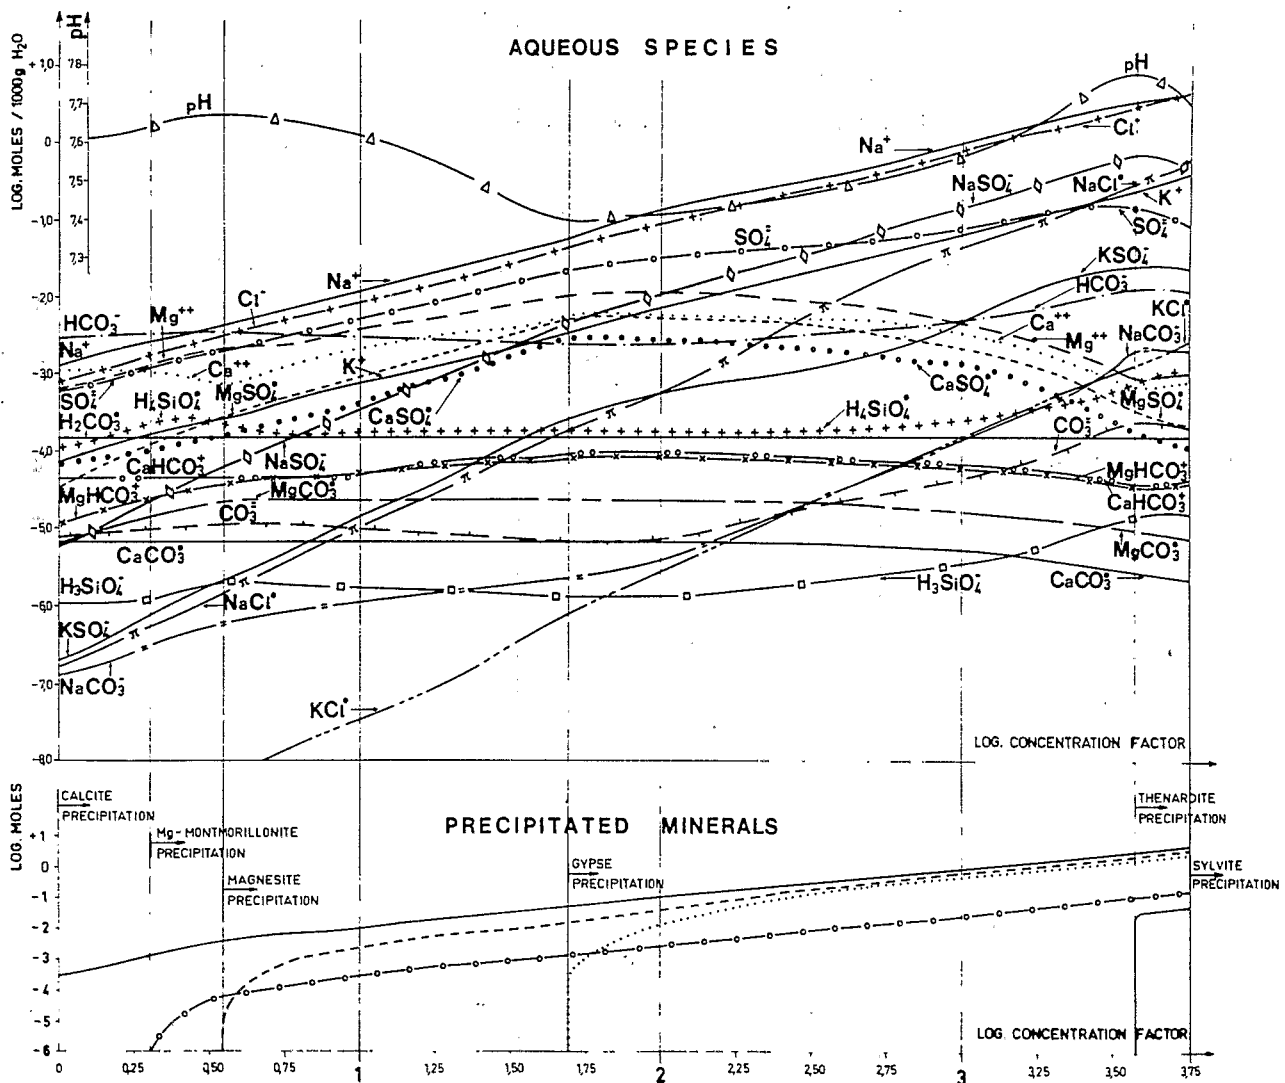 AQUEOUS SPECIES
LOG. MOLES / 1000g H₂O
pH
+1,0
0
-1,0
-2,0
-3,0
-4,0
-5,0
-6,0
-7,0
-8,0
7,8
7,7
7,6
7,5
7,4
7,3
pH
pH
Na⁺
Cl⁻
NaSO₄⁻
NaCl°
K⁺
SO₄⁼
SO₄⁼
KSO₄⁻
HCO₃⁻
KCl°
Na⁺
Cl⁻
Mg⁺⁺
HCO₃⁻
Na⁺
Ca⁺⁺
Mg⁺⁺
NaCO₃⁻
Ca⁺⁺
K⁺
SO₄⁼
H₄SiO₄°
MgSO₄°
CaSO₄°
CaSO₄°
MgSO₄°
H₂CO₃°
H₄SiO₄°
CO₃⁼
CaHCO₃⁺
NaSO₄⁻
MgHCO₃⁺
MgHCO₃⁺
MgCO₃°
CaHCO₃⁺
CO₃⁼
MgCO₃°
CaCO₃°
H₃SiO₄⁻
H₃SiO₄⁻
CaCO₃°
NaCl°
KSO₄⁻
NaCO₃⁻
KCl°
LOG. CONCENTRATION FACTOR
PRECIPITATED MINERALS
LOG. MOLES
CALCITE
PRECIPITATION
Mg-MONTMORILLONITE
PRECIPITATION
MAGNESITE
PRECIPITATION
GYPSE
PRECIPITATION
THENARDITE
PRECIPITATION
SYLVITE
PRECIPITATION
+1
0
-1
-2
-3
-4
-5
-6
LOG. CONCENTRATION FACTOR
0 0,25 0,50 0,75 1 1,25 1,50 1,75 2 2,25 2,50 2,75 3 3,25 3,50 3,75